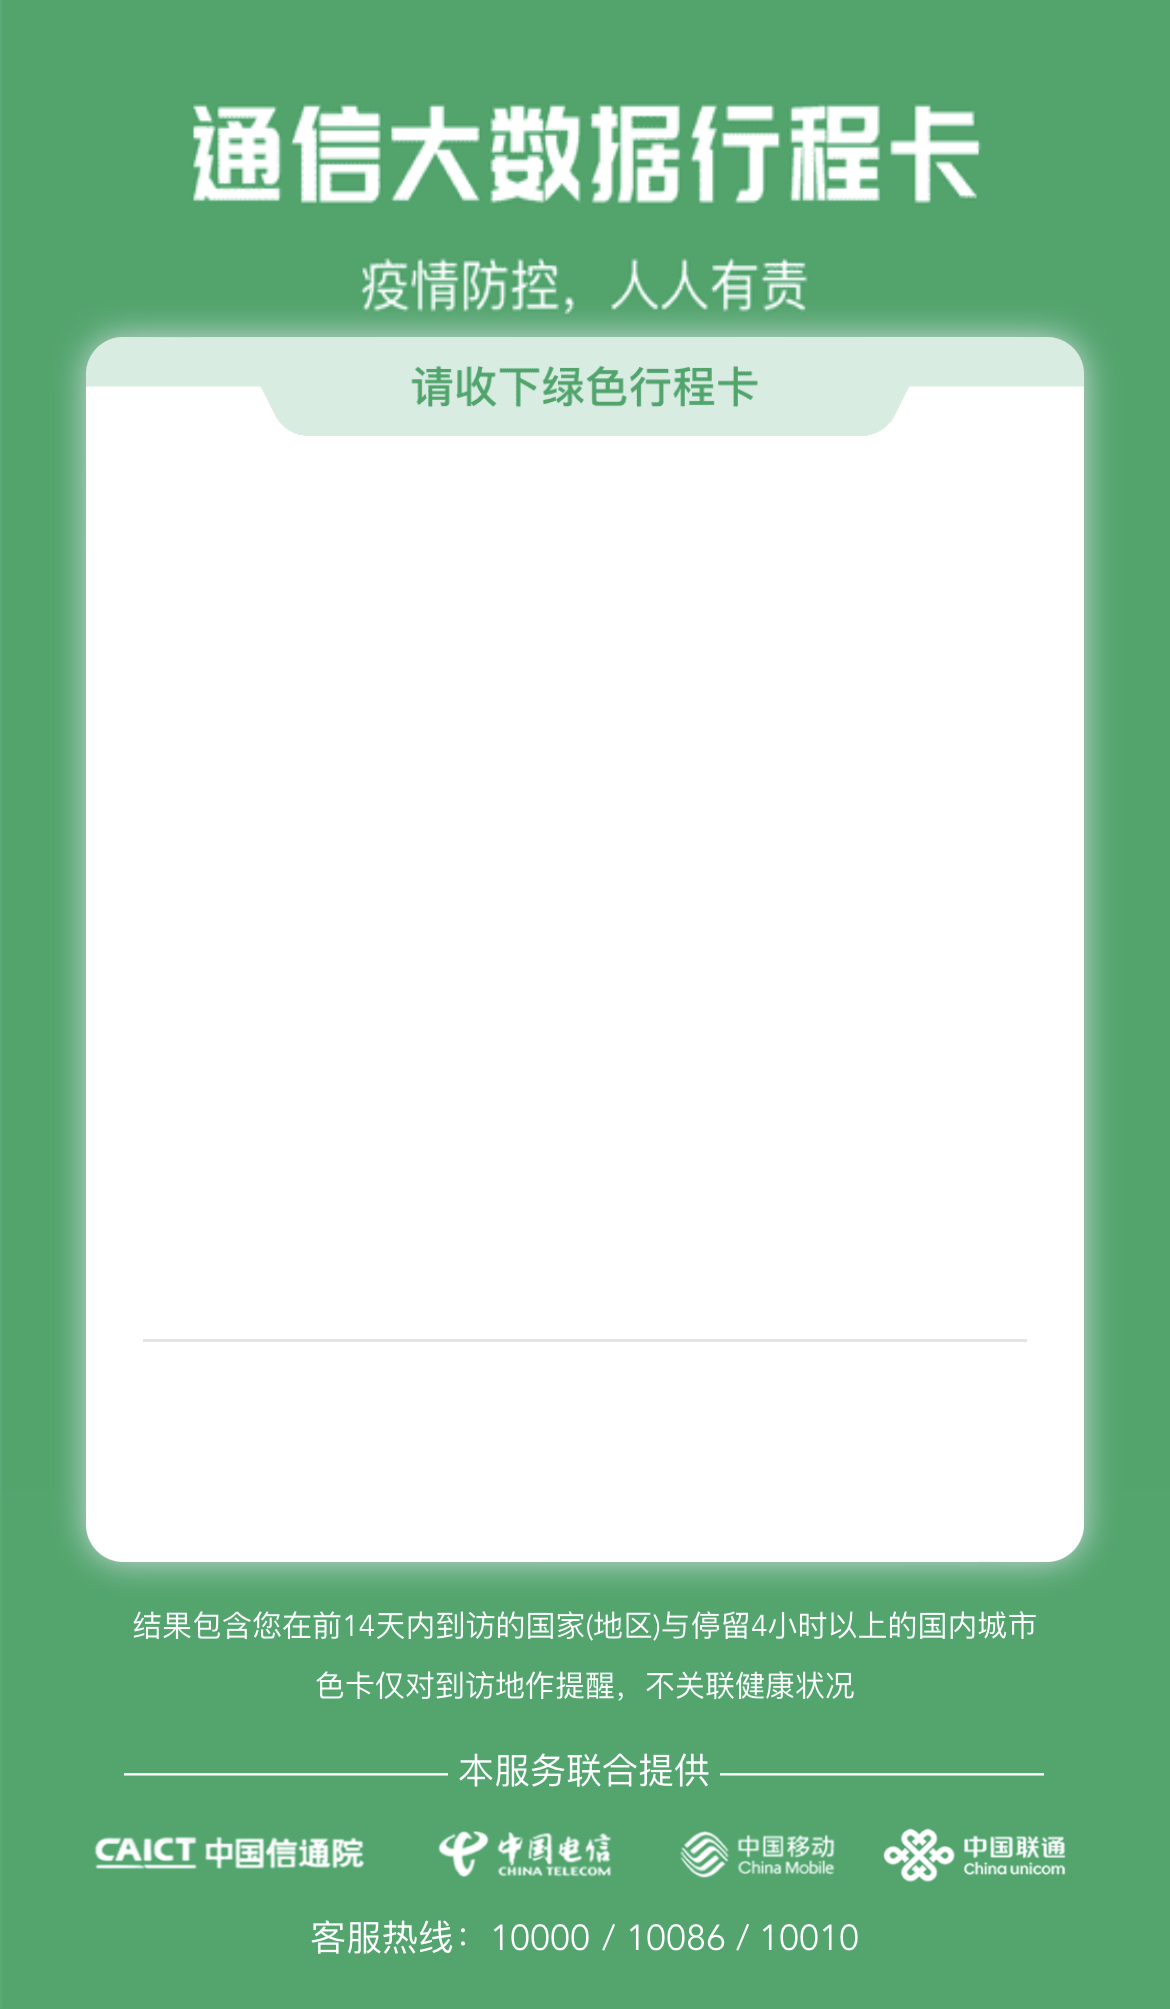 通信大数据行程卡
疫情防控，人人有责
请收下绿色行程卡
结果包含您在前14天内到访的国家(地区)与停留4小时以上的国内城市
色卡仅对到访地作提醒，不关联健康状况
本服务联合提供
CAICT 中国信通院 中国电信 CHINA TELECOM 中国移动 China Mobile 中国联通 China unicom
客服热线：10000 / 10086 / 10010